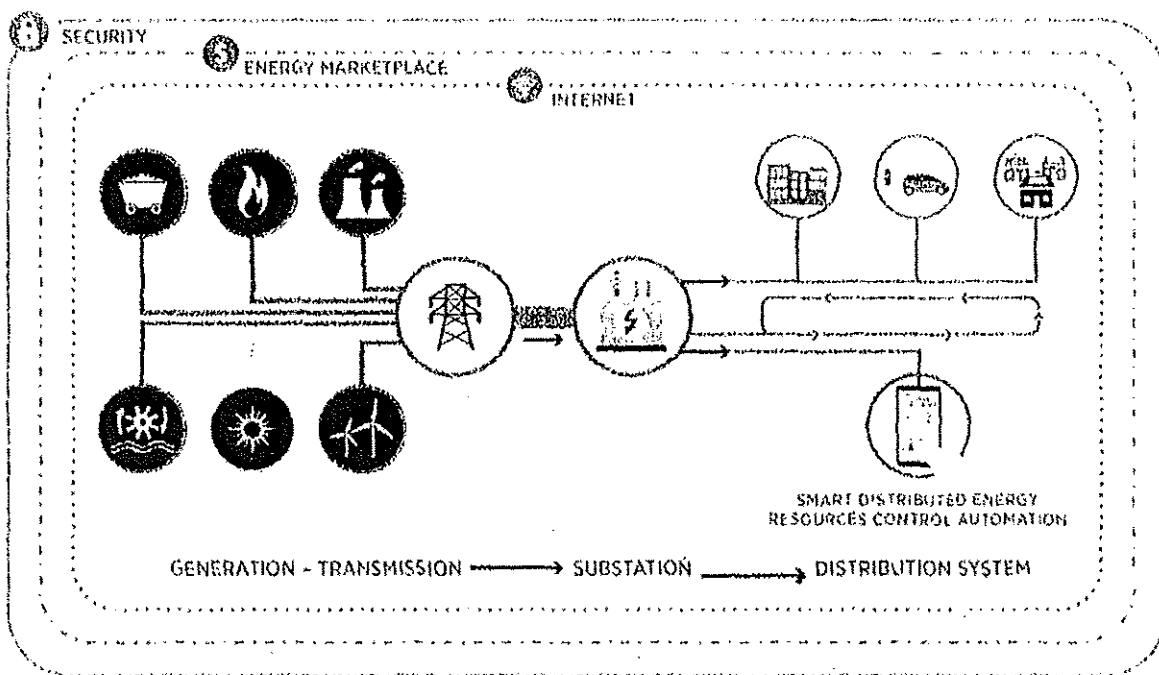 SECURITY
ENERGY MARKETPLACE
INTERNET
SMART DISTRIBUTED ENERGY
RESOURCES CONTROL AUTOMATION
GENERATION - TRANSMISSION
SUBSTATION
DISTRIBUTION SYSTEM